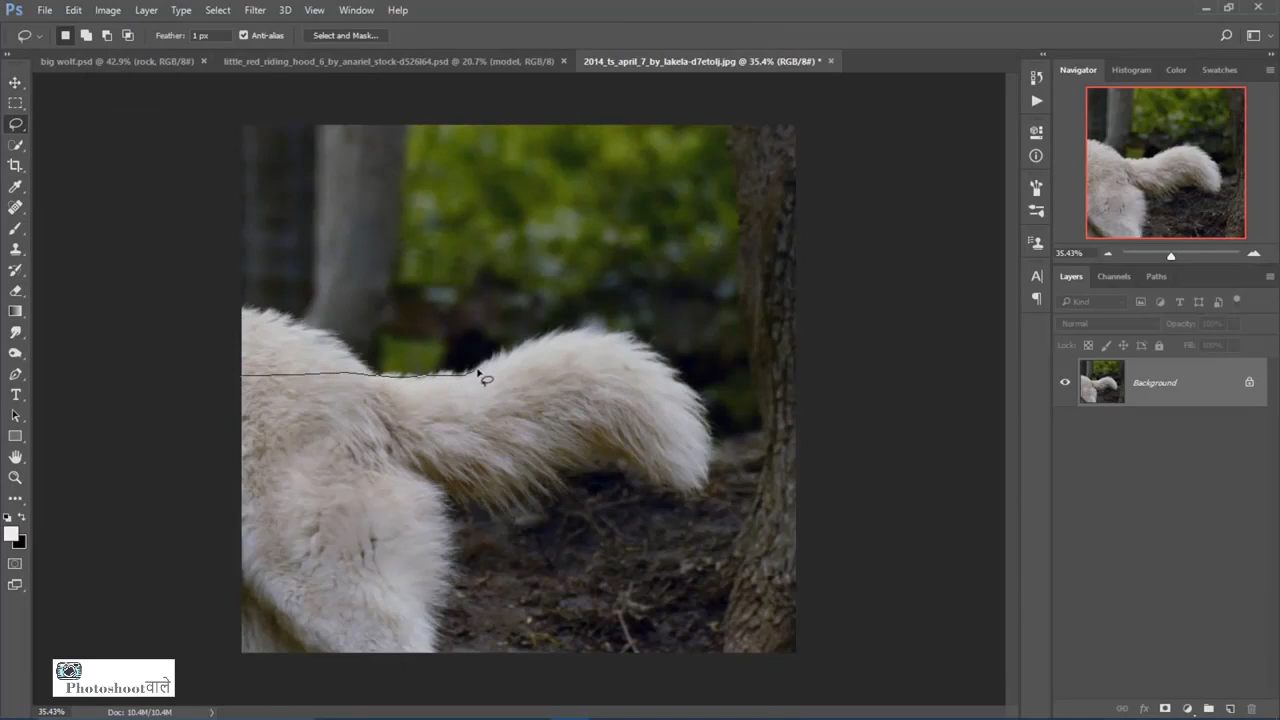 Ps File Edit Image Layer Type Select Filter 3D View Window Help
Feather: 1 px Anti-alias Select and Mask...
big wolf.psd @ 42.9% (rock, RGB/8#) × little_red_riding_hood_6_by_anariel_stock-d526l64.psd @ 20.7% (model, RGB/8) × 2014_ts_april_7_by_lakela-d7etolj.jpg @ 35.4% (RGB/8#) * ×
Navigator Histogram Color Swatches
35.43%
Layers Channels Paths
Kind
Normal Opacity: 100%
Lock: Fill: 100%
Background
Photoshootवाले
35.43% Doc: 10.4M/10.4M